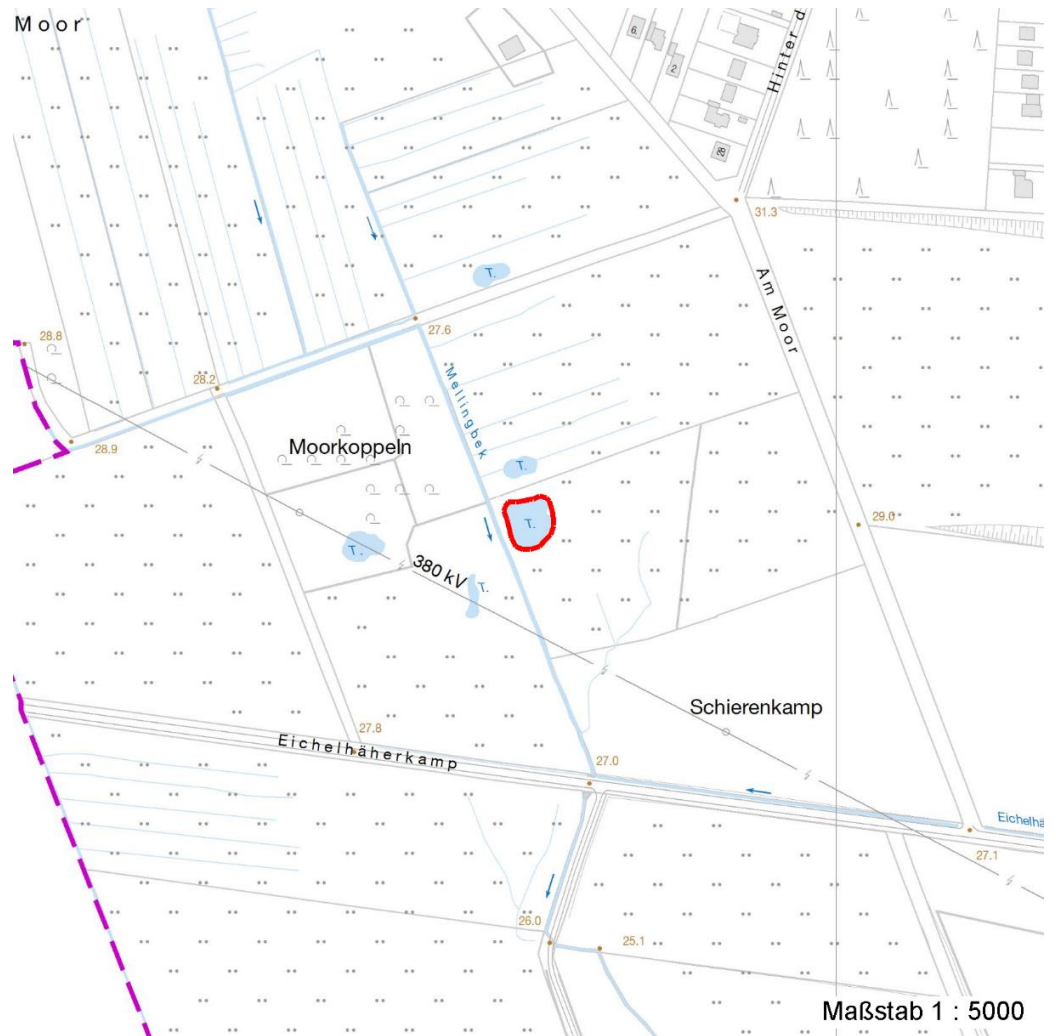 Moor
6.
2
28
Hinter d
31.3
T.
Am Moor
27.6
28.8
28.2
Mellingbek
28.9
Moorkoppeln
T.
T.
29.0
T.
380 kV
T.
Schierenkamp
27.8
Eichelhäherkamp
27.0
Eichelhä
27.1
26.0
25.1
Maßstab 1 : 5000